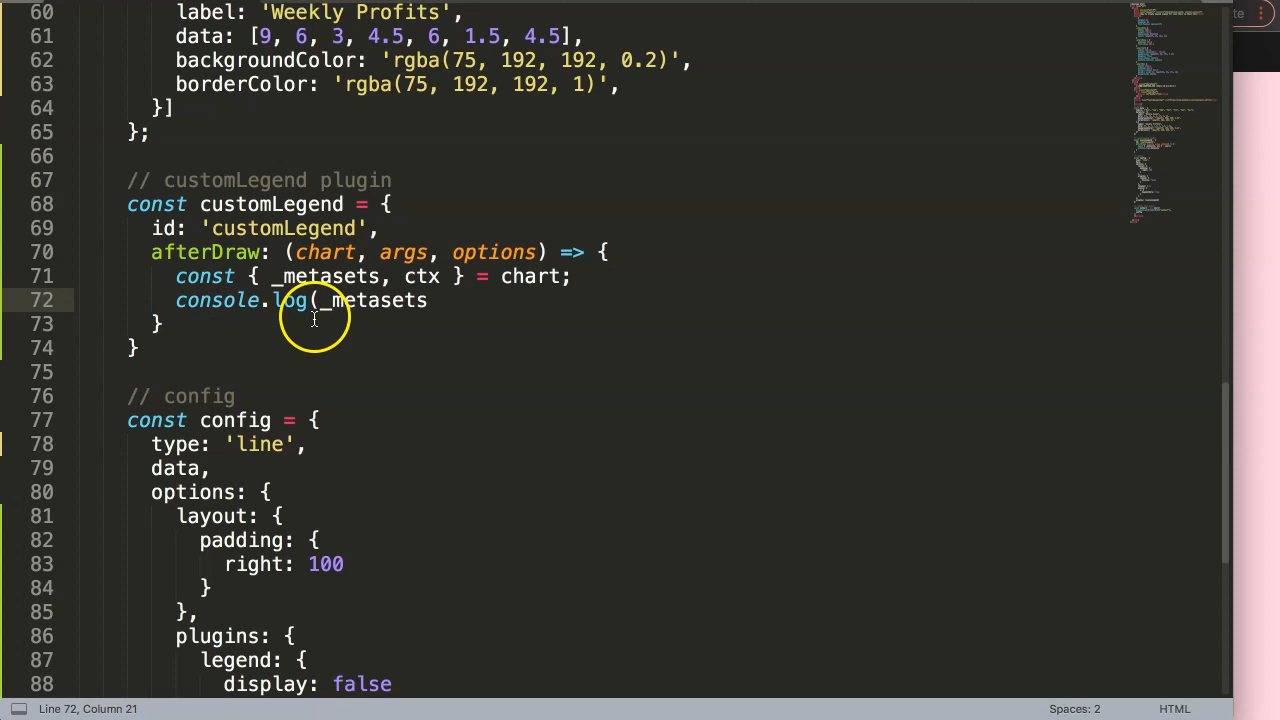 60 label: 'Weekly Profits',
61 data: [9, 6, 3, 4.5, 6, 1.5, 4.5],
62 backgroundColor: 'rgba(75, 192, 192, 0.2)',
63 borderColor: 'rgba(75, 192, 192, 1)',
64 }]
65 };
66
67 // customLegend plugin
68 const customLegend = {
69 id: 'customLegend',
70 afterDraw: (chart, args, options) => {
71 const { _metasets, ctx } = chart;
72 console.log(_metasets
73 }
74 }
75
76 // config
77 const config = {
78 type: 'line',
79 data,
80 options: {
81 layout: {
82 padding: {
83 right: 100
84 }
85 },
86 plugins: {
87 legend: {
88 display: false
Line 72, Column 21 Spaces: 2 HTML